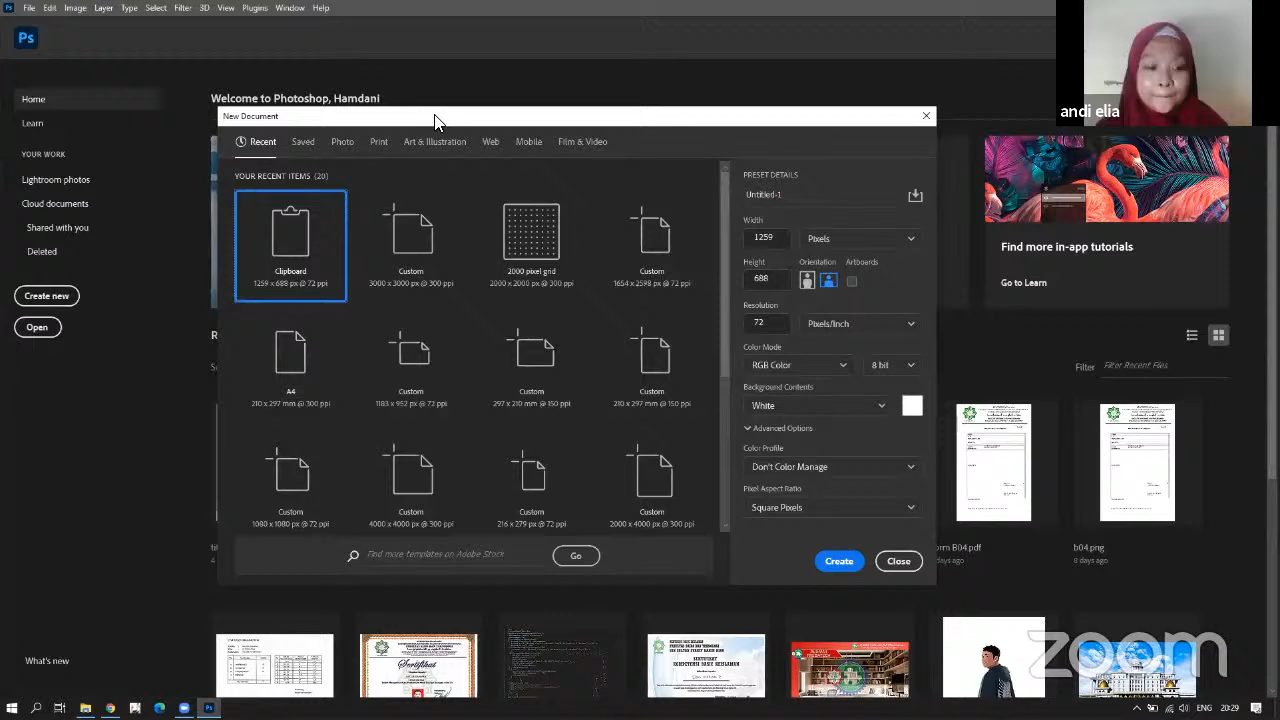 File Edit Image Layer Type Select Filter 3D View Plugins Window Help
Ps
andi elia
Home
Learn
YOUR WORK
Lightroom photos
Cloud documents
Shared with you
Deleted
Create new
Open
What's new
Welcome to Photoshop, Hamdani
New Document
Recent Saved Photo Print Art & Illustration Web Mobile Film & Video
YOUR RECENT ITEMS (20)
Clipboard
1259 x 688 px @ 72 ppi
Custom
3000 x 3000 px @ 300 ppi
2000 pixel grid
2000 x 2000 px @ 300 ppi
Custom
1654 x 2598 px @ 72 ppi
A4
210 x 297 mm @ 300 ppi
Custom
1183 x 952 px @ 72 ppi
Custom
297 x 210 mm @ 150 ppi
Custom
210 x 297 mm @ 150 ppi
Custom
1080 x 1080 px @ 72 ppi
Custom
4000 x 4000 px @ 300 ppi
Custom
216 x 279 px @ 72 ppi
Custom
2000 x 4000 px @ 300 ppi
Find more templates on Adobe Stock
Go
PRESET DETAILS
Untitled-1
Width
1259 Pixels
Height Orientation Artboards
688
Resolution
72 Pixels/Inch
Color Mode
RGB Color 8 bit
Background Contents
White
Advanced Options
Color Profile
Don't Color Manage
Pixel Aspect Ratio
Square Pixels
Create Close
Find more in-app tutorials
Go to Learn
Filter Filter Recent Files
orm B04.pdf
days ago
b04.png
8 days ago
zoom
ENG 20:29